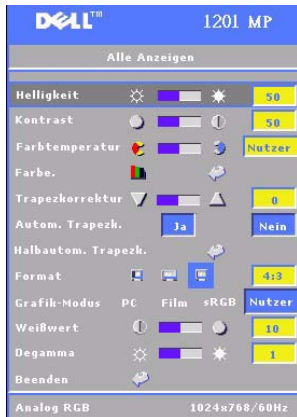 DELL™ 1201 MP
Alle Anzeigen
Helligkeit 50
Kontrast 50
Farbtemperatur Nutzer
Farbe.
Trapezkorrektur 0
Autom. Trapezk. Ja Nein
Halbautom. Trapezk.
Format 4:3
Grafik-Modus PC Film sRGB Nutzer
Weißwert 10
Degamma 1
Beenden
Analog RGB 1024x768/60Hz